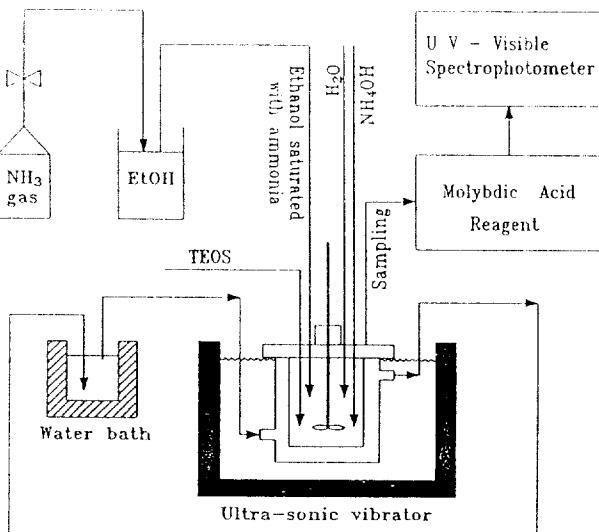 U V - Visible
Spectrophotometer
NH3
gas
EtOH
Ethanol saturated
with ammonia
H2O
NH4OH
Molybdic Acid
Reagent
Sampling
TEOS
Water bath
Ultra-sonic vibrator